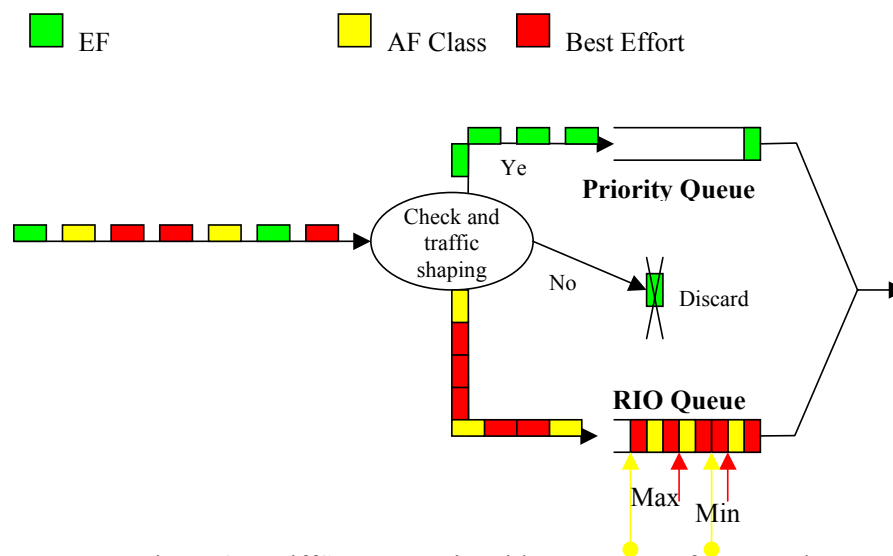 EF
AF Class
Best Effort
Ye
Priority Queue
Check and
traffic
shaping
No
Discard
RIO Queue
Max
Min